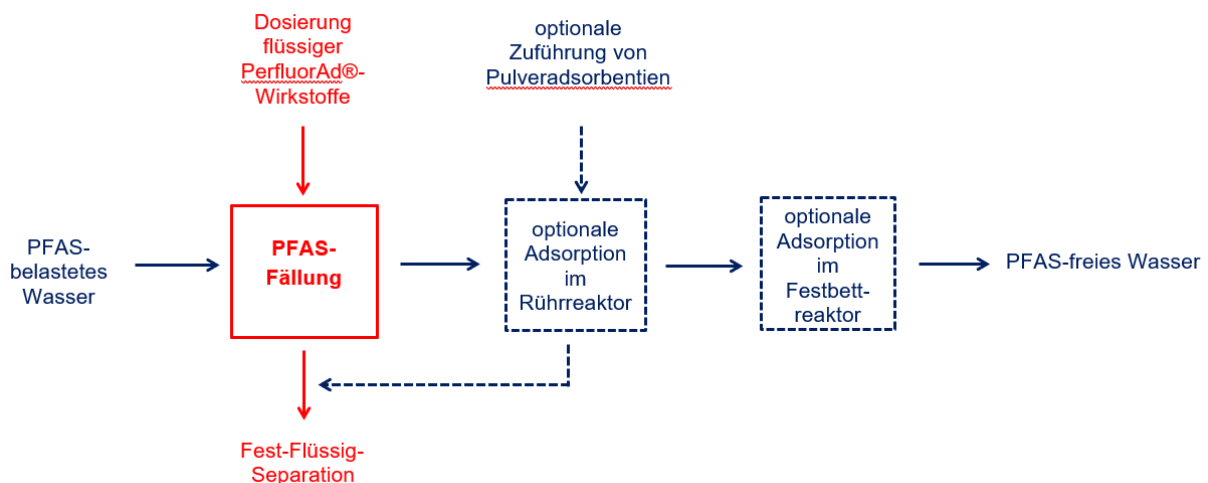 Dosierung
flüssiger
PerfluorAd®-
Wirkstoffe
optionale
Zuführung von
Pulveradsorbentien
PFAS-
belastetes
Wasser
PFAS-
Fällung
optionale
Adsorption
im
Rührreaktor
optionale
Adsorption
im
Festbett-
reaktor
PFAS-freies Wasser
Fest-Flüssig-
Separation